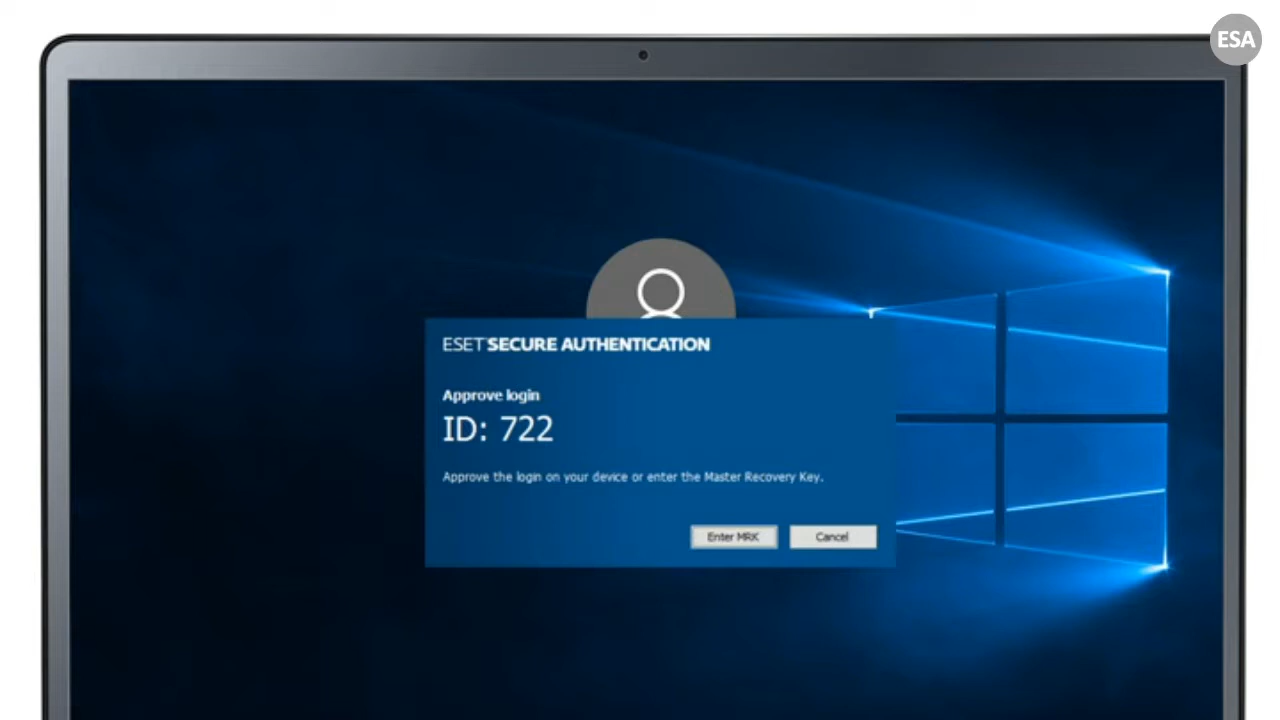 ESA
ESET SECURE AUTHENTICATION
Approve login
ID: 722
Approve the login on your device or enter the Master Recovery Key.
Enter MRK
Cancel